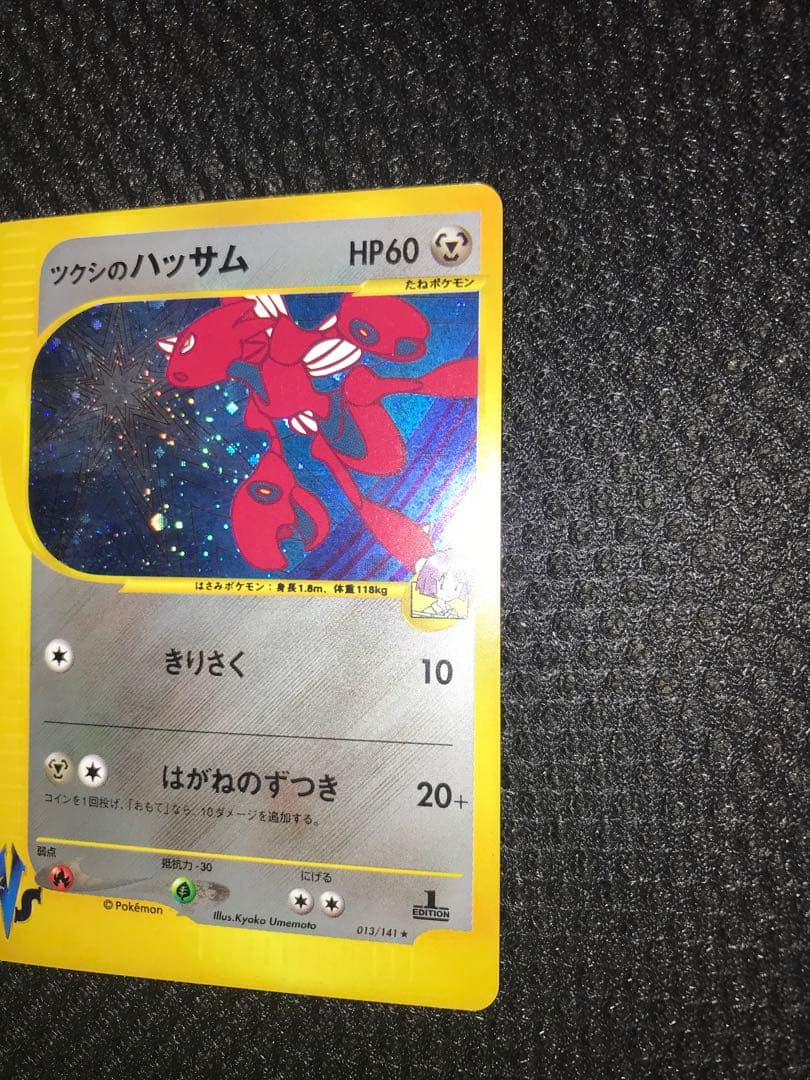 ツクシのハッサム HP60
たねポケモン
はさみポケモン：身長1.8m、体重118kg
きりさく 10
はがねのずつき 20+
コインを1回投げ、「おもて」なら、10ダメージを追加する。
弱点 抵抗力 -30 にげる
VS
© Pokémon Illus.Kyoko Umemoto 013/141 ★
1 EDITION